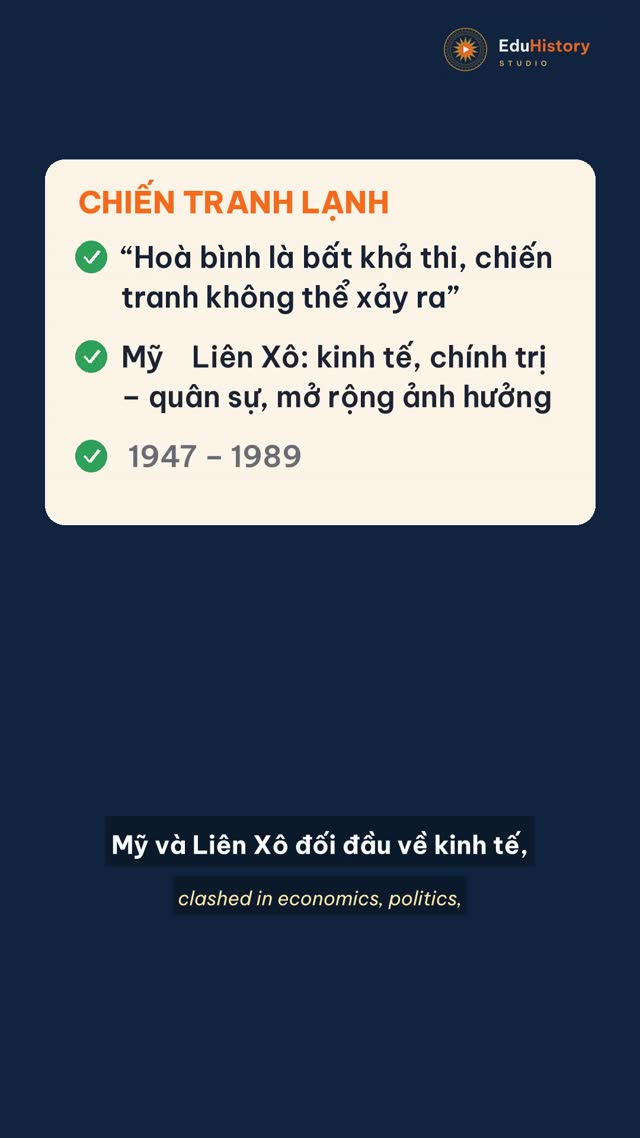 EduHistory
STUDIO
CHIẾN TRANH LẠNH
“Hoà bình là bất khả thi, chiến
tranh không thể xảy ra”
Mỹ Liên Xô: kinh tế, chính trị
– quân sự, mở rộng ảnh hưởng
1947 – 1989
Mỹ và Liên Xô đối đầu về kinh tế,
clashed in economics, politics,